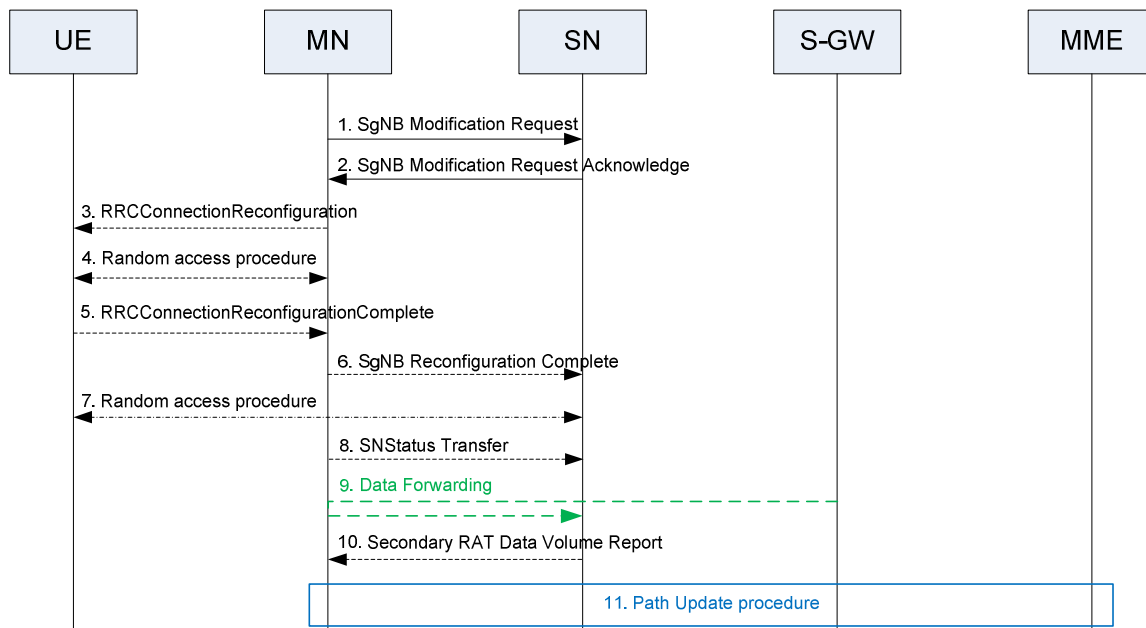 UE
MN
SN
S-GW
MME
1. SgNB Modification Request
2. SgNB Modification Request Acknowledge
3. RRCConnectionReconfiguration
4. Random access procedure
5. RRCConnectionReconfigurationComplete
6. SgNB Reconfiguration Complete
7. Random access procedure
8. SNStatus Transfer
9. Data Forwarding
10. Secondary RAT Data Volume Report
11. Path Update procedure